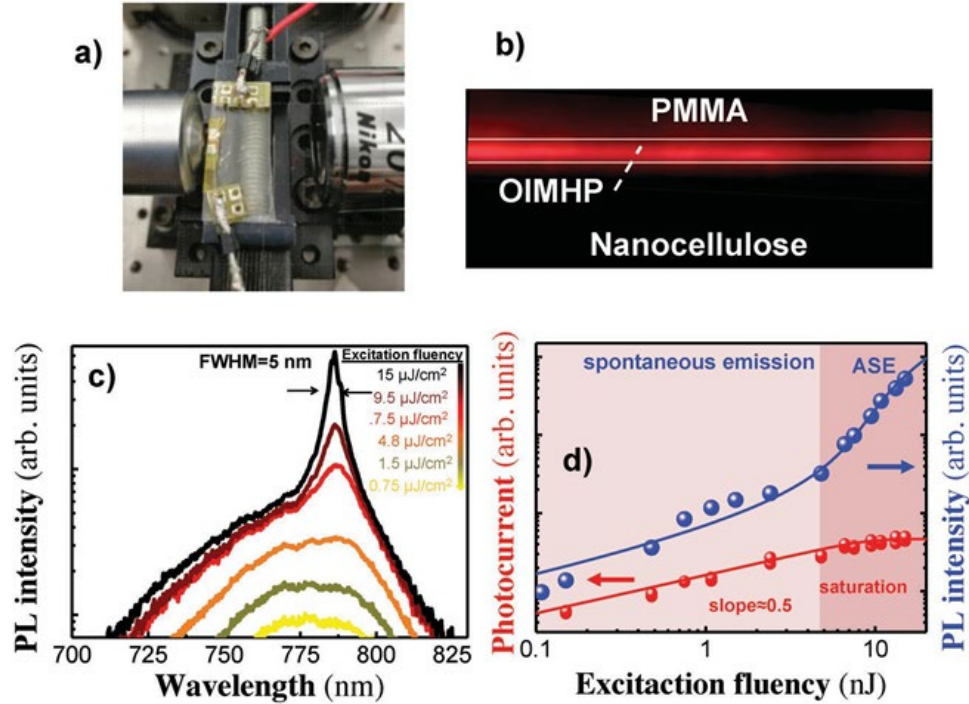 a)
Nikon
20
b)
PMMA
OIMHP
Nanocellulose
c)
FWHM=5 nm
Excitation fluency
15 µJ/cm²
9.5 µJ/cm²
.7.5 µJ/cm²
4.8 µJ/cm²
1.5 µJ/cm²
0.75 µJ/cm²
PL intensity (arb. units)
700 725 750 775 800 825
Wavelength (nm)
d)
spontaneous emission
ASE
saturation
slope≈0.5
Photocurrent (arb. units)
PL intensity (arb. units)
0.1 1 10
Excitaction fluency (nJ)